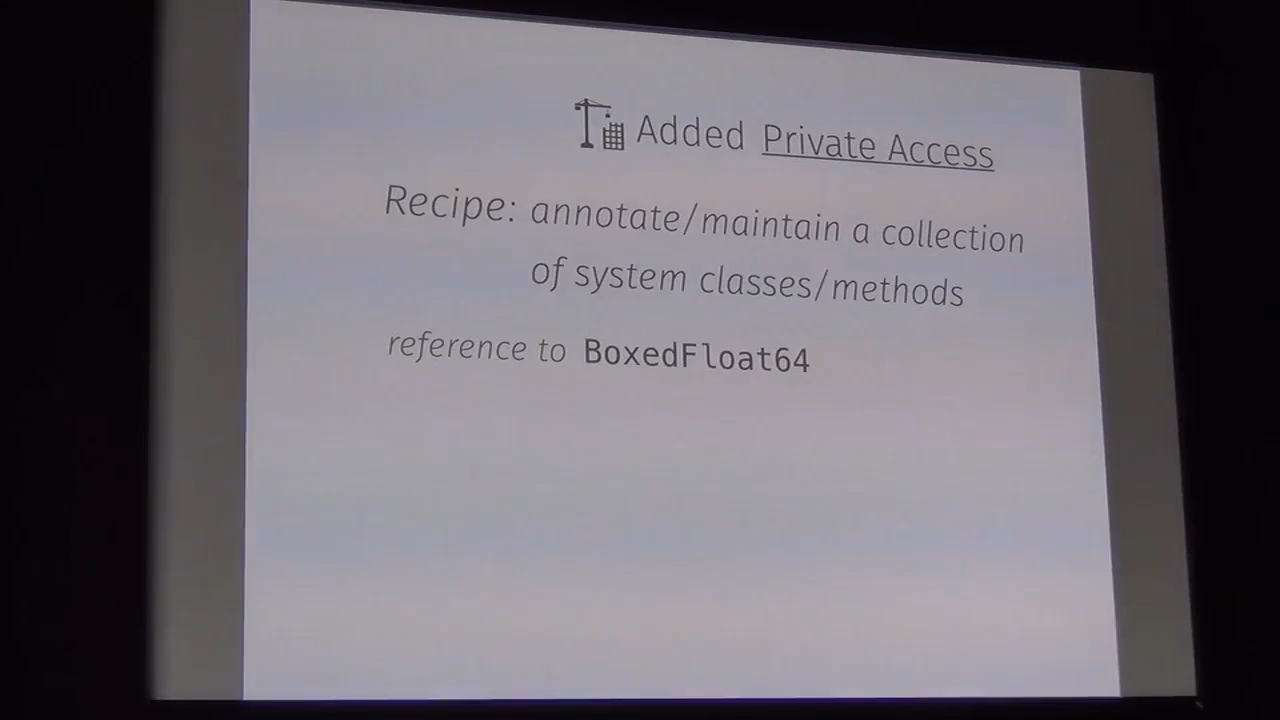 Added Private Access
Recipe: annotate/maintain a collection
of system classes/methods
reference to BoxedFloat64